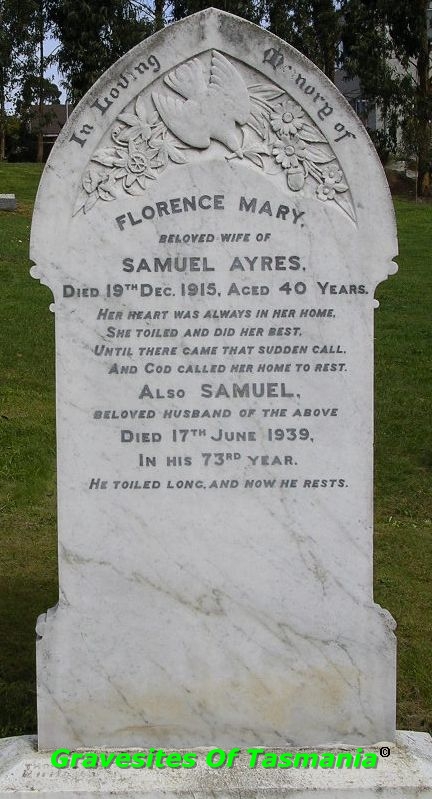 In Loving Memory of
FLORENCE MARY,
BELOVED WIFE OF
SAMUEL AYRES,
DIED 19TH DEC. 1915, AGED 40 YEARS.
HER HEART WAS ALWAYS IN HER HOME,
SHE TOILED AND DID HER BEST,
UNTIL THERE CAME THAT SUDDEN CALL,
AND GOD CALLED HER HOME TO REST.
ALSO SAMUEL,
BELOVED HUSBAND OF THE ABOVE
DIED 17TH JUNE 1939,
IN HIS 73RD YEAR.
HE TOILED LONG, AND NOW HE RESTS.
Gravesites Of Tasmania©